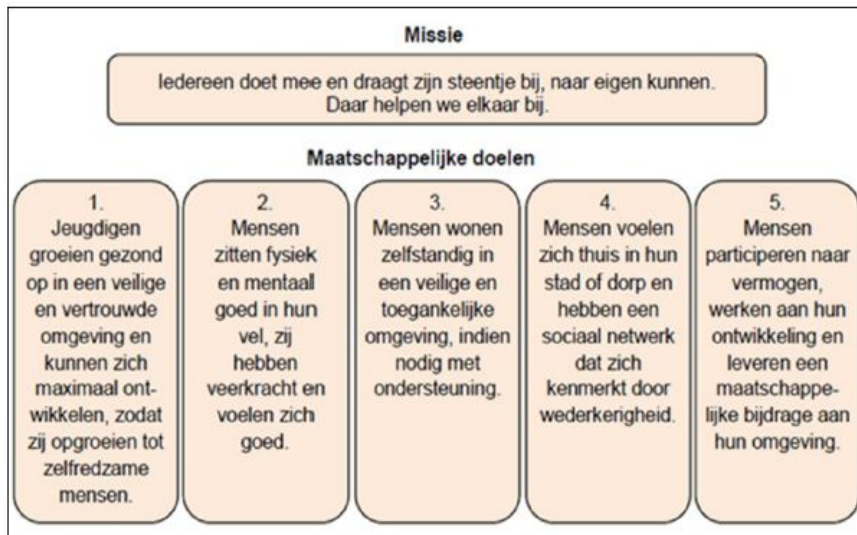 Missie
Iedereen doet mee en draagt zijn steentje bij, naar eigen kunnen.
Daar helpen we elkaar bij.
Maatschappelijke doelen
1.
Jeugdigen
groeien gezond
op in een veilige
en vertrouwde
omgeving en
kunnen zich
maximaal ont-
wikkelen, zodat
zij opgroeien tot
zelfredzame
mensen.
2.
Mensen
zitten fysiek
en mentaal
goed in hun
vel, zij
hebben
veerkracht en
voelen zich
goed.
3.
Mensen wonen
zelfstandig in
een veilige en
toegankelijke
omgeving, indien
nodig met
ondersteuning.
4.
Mensen voelen
zich thuis in hun
stad of dorp en
hebben een
sociaal netwerk
dat zich
kenmerkt door
wederkerigheid.
5.
Mensen
participeren naar
vermogen,
werken aan hun
ontwikkeling en
leveren een
maatschappe-
lijke bijdrage aan
hun omgeving.